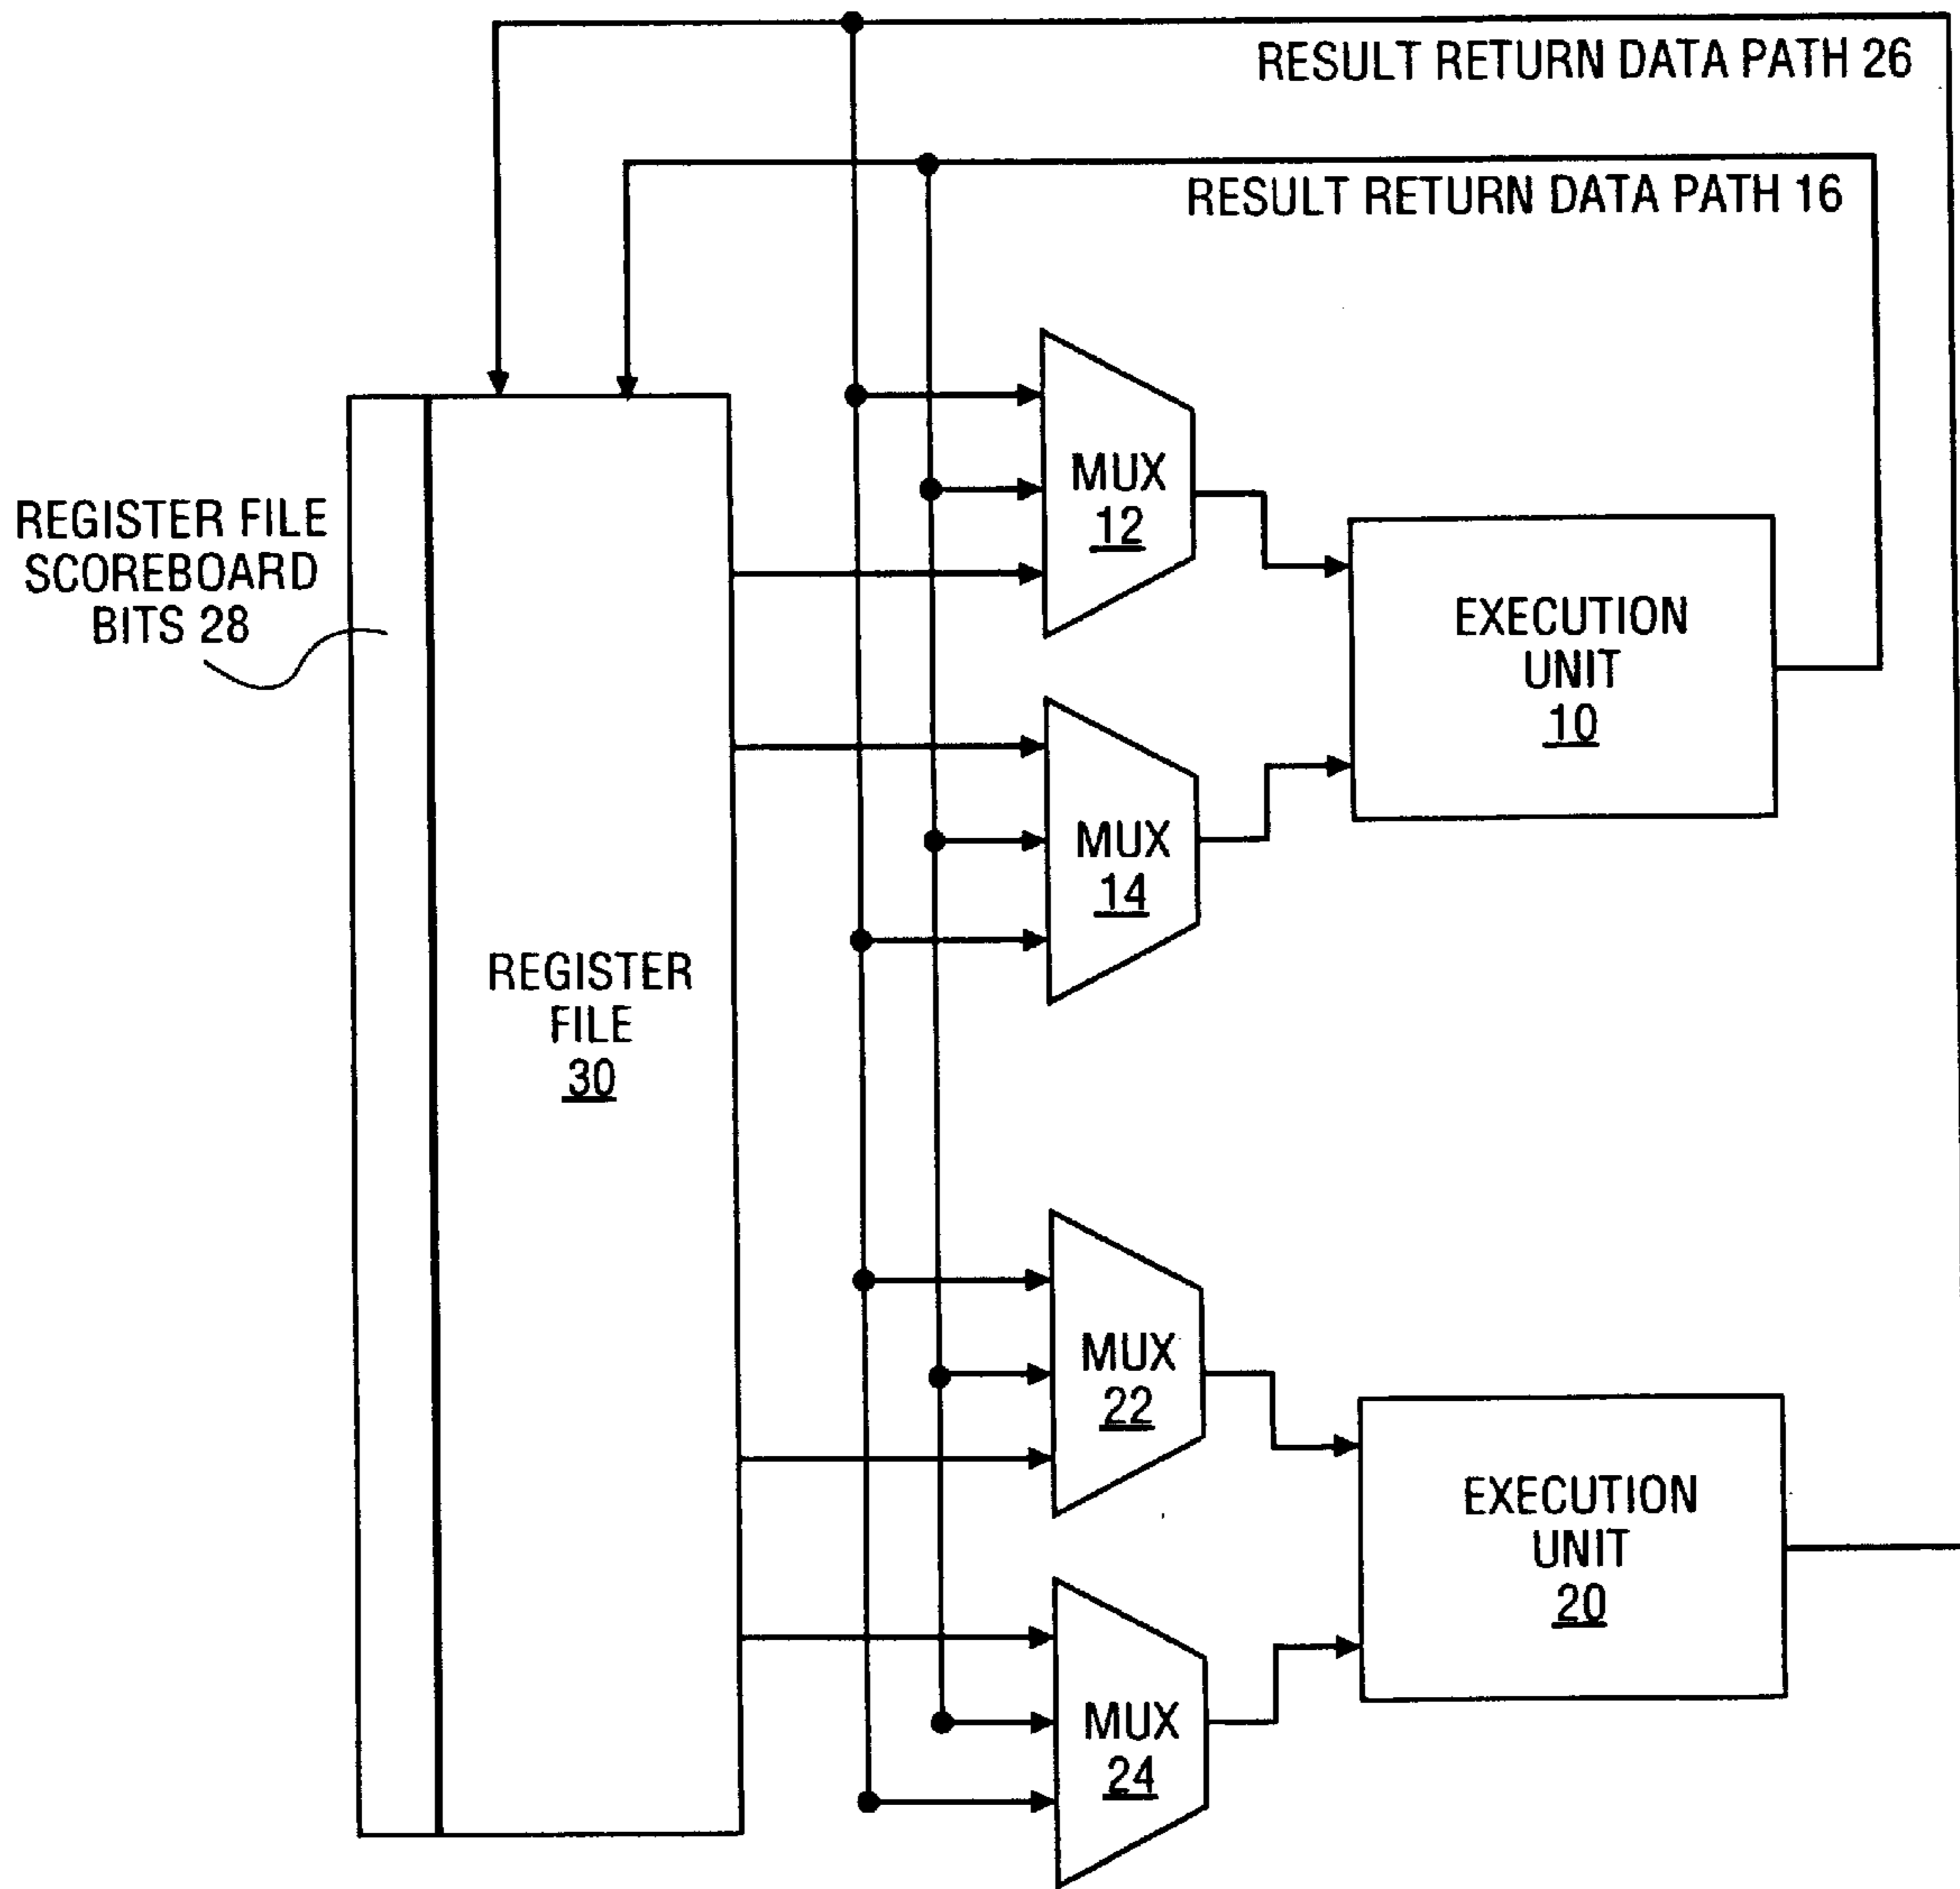 RESULT RETURN DATA PATH 26
RESULT RETURN DATA PATH 16
MUX
12
REGISTER FILE
SCOREBOARD
BITS 28
EXECUTION
UNIT
10
MUX
14
REGISTER
FILE
30
MUX
22
EXECUTION
UNIT
20
MUX
24